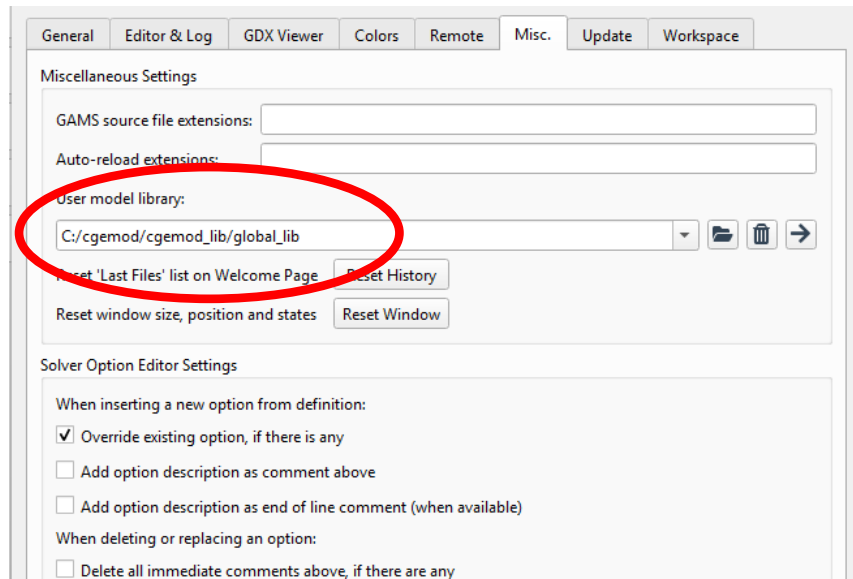 General Editor & Log GDX Viewer Colors Remote Misc. Update Workspace
Miscellaneous Settings
GAMS source file extensions:
Auto-reload extensions:
User model library:
C:/cgemod/cgemod_lib/global_lib
Reset 'Last Files' list on Welcome Page Reset History
Reset window size, position and states Reset Window
Solver Option Editor Settings
When inserting a new option from definition:
Override existing option, if there is any
Add option description as comment above
Add option description as end of line comment (when available)
When deleting or replacing an option:
Delete all immediate comments above, if there are any